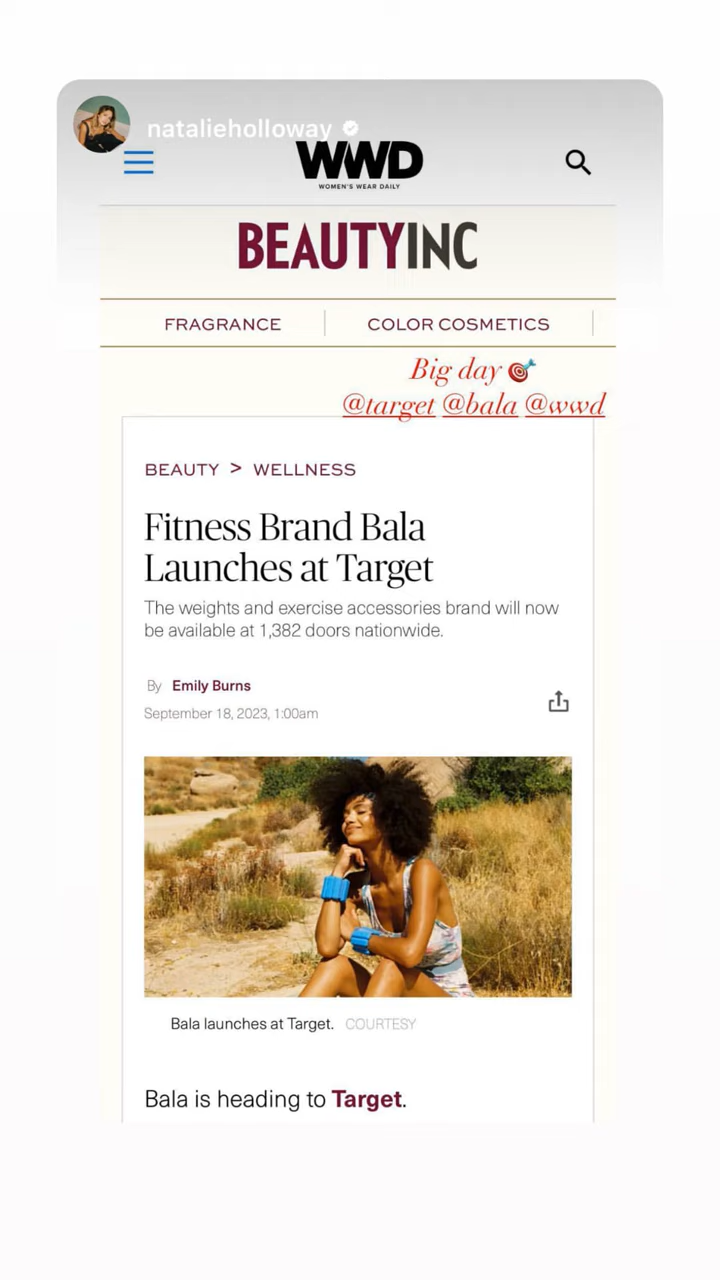 natalieholloway
WWD
WOMEN'S WEAR DAILY
BEAUTYINC
FRAGRANCE
COLOR COSMETICS
Big day 🎯
@target @bala @wwd
BEAUTY > WELLNESS
Fitness Brand Bala
Launches at Target
The weights and exercise accessories brand will now
be available at 1,382 doors nationwide.
By Emily Burns
September 18, 2023, 1:00am
Bala launches at Target. COURTESY
Bala is heading to Target.